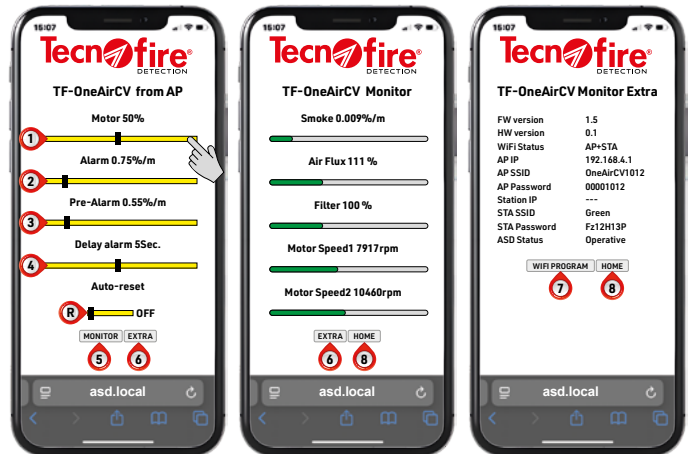 15:07
Tecnofire®
DETECTION
TF-OneAirCV from AP
Motor 50%
1
Alarm 0.75%/m
2
Pre-Alarm 0.55%/m
3
Delay alarm 5Sec.
4
Auto-reset
R OFF
MONITOR EXTRA
5 6
asd.local
15:07
Tecnofire®
DETECTION
TF-OneAirCV Monitor
Smoke 0.009%/m
Air Flux 111 %
Filter 100 %
Motor Speed1 7917rpm
Motor Speed2 10460rpm
EXTRA HOME
6 8
asd.local
15:07
Tecnofire®
DETECTION
TF-OneAirCV Monitor Extra
FW version 1.5
HW version 0.1
WiFi Status AP+STA
AP IP 192.168.4.1
AP SSID OneAirCV1012
AP Password 00001012
Station IP ---
STA SSID Green
STA Password Fz12H13P
ASD Status Operative
WIFI PROGRAM HOME
7 8
asd.local